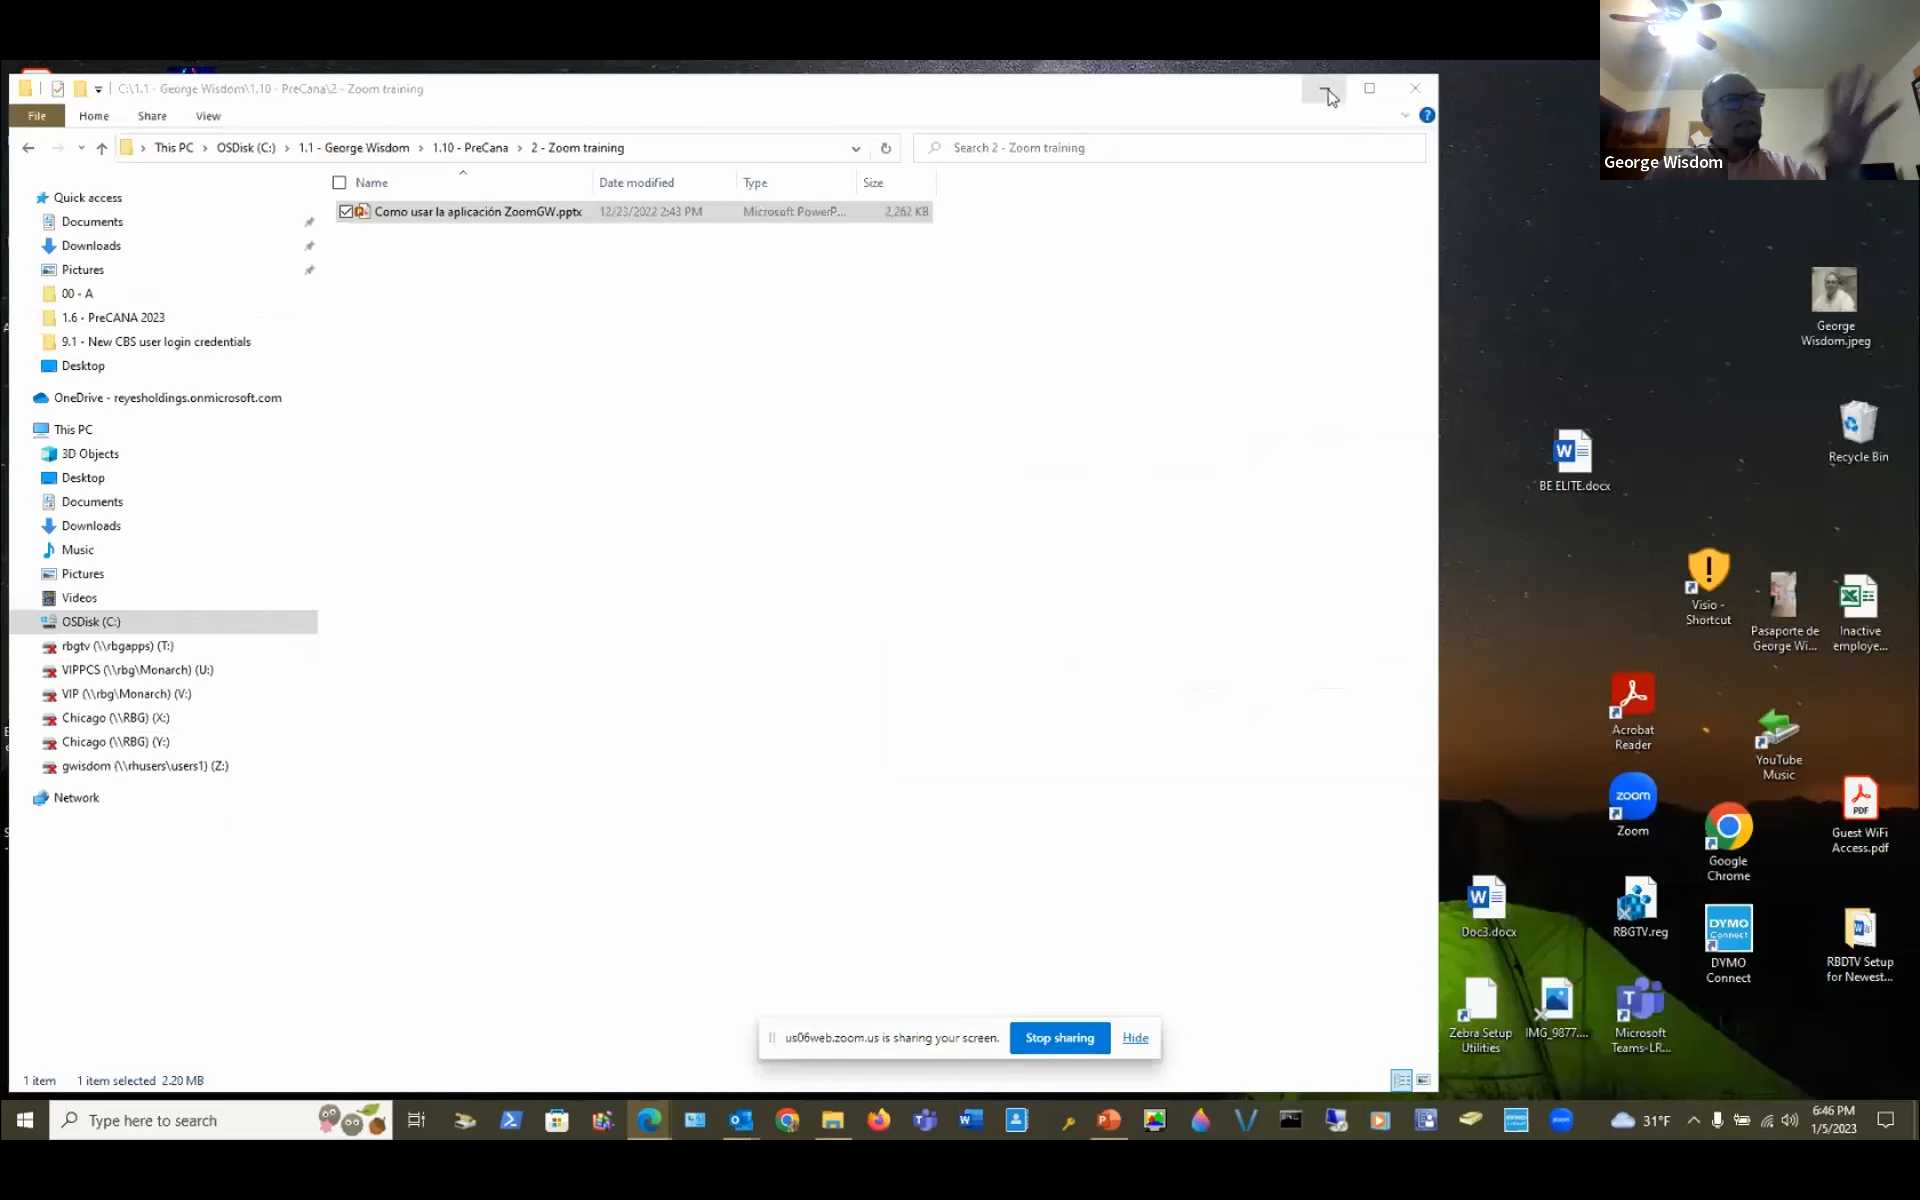 C:\1.1 - George Wisdom\1.10 - PreCana\2 - Zoom training
File Home Share View
This PC OSDisk (C:) 1.1 - George Wisdom 1.10 - PreCana 2 - Zoom training
Search 2 - Zoom training
Name Date modified Type Size
Como usar la aplicación ZoomGW.pptx 12/23/2022 2:43 PM Microsoft PowerP... 2,262 KB
Quick access
Documents
Downloads
Pictures
00 - A
1.6 - PreCANA 2023
9.1 - New CBS user login credentials
Desktop
OneDrive - reyesholdings.onmicrosoft.com
This PC
3D Objects
Desktop
Documents
Downloads
Music
Pictures
Videos
OSDisk (C:)
rbgtv (\\rbgapps) (T:)
VIPPCS (\\rbg\Monarch) (U:)
VIP (\\rbg\Monarch) (V:)
Chicago (\\RBG) (X:)
Chicago (\\RBG) (Y:)
gwisdom (\\rhusers\users1) (Z:)
Network
us06web.zoom.us is sharing your screen. Stop sharing Hide
1 item 1 item selected 2.20 MB
George Wisdom
George
Wisdom.jpeg
Recycle Bin
BE ELITE.docx
Visio -
Shortcut
Pasaporte de
George Wi...
Inactive
employe...
Acrobat
Reader
YouTube
Music
zoom
Zoom
Google
Chrome
PDF
Guest WiFi
Access.pdf
Doc3.docx
RBGTV.reg
DYMO
Connect
DYMO
Connect
RBDTV Setup
for Newest...
Zebra Setup
Utilities
IMG_9877....
Microsoft
Teams-LR...
Type here to search
31°F
6:46 PM
1/5/2023